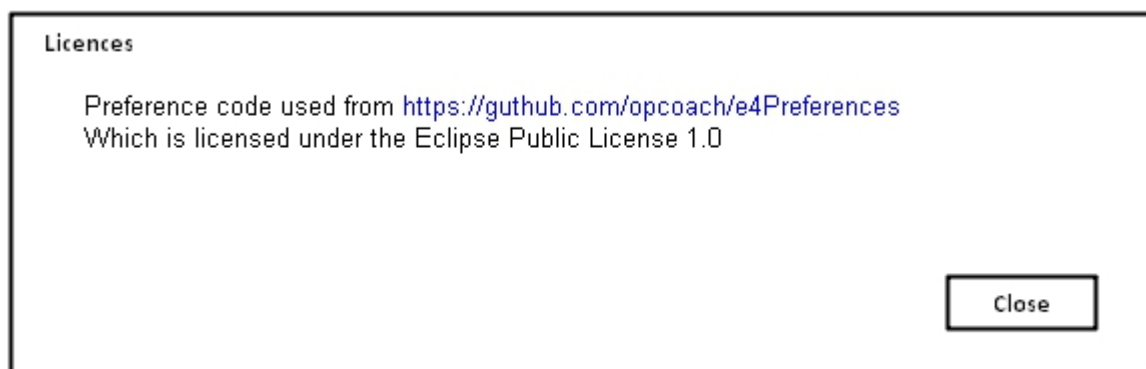 Licences
Preference code used from https://guthub.com/opcoach/e4Preferences
Which is licensed under the Eclipse Public License 1.0
Close